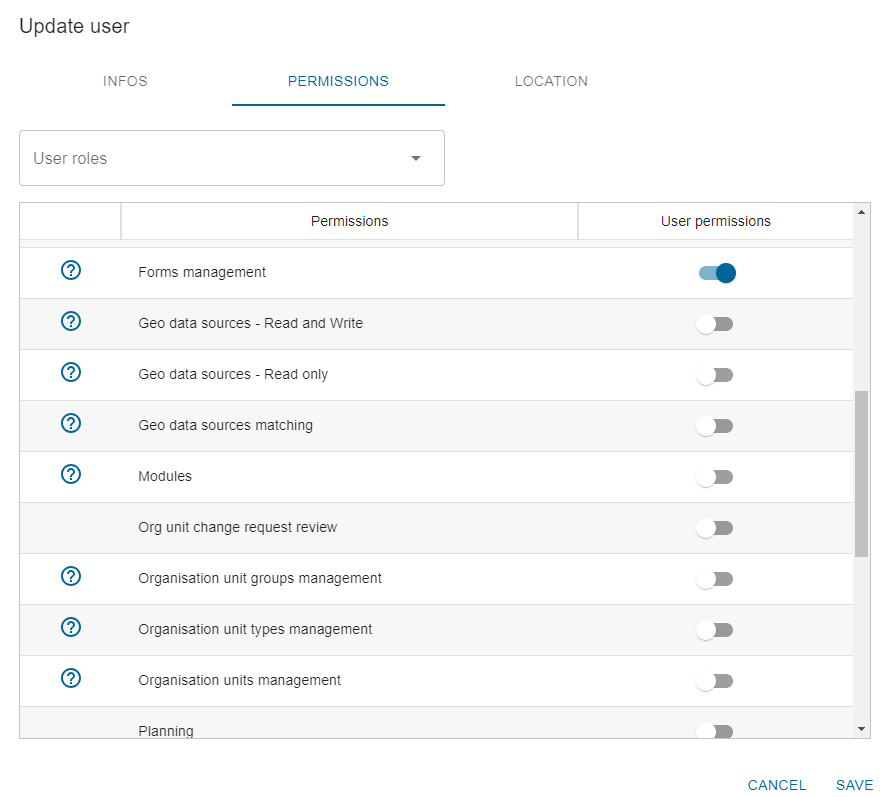 Update user
INFOS PERMISSIONS LOCATION
User roles
Permissions User permissions
Forms management
Geo data sources - Read and Write
Geo data sources - Read only
Geo data sources matching
Modules
Org unit change request review
Organisation unit groups management
Organisation unit types management
Organisation units management
Planning
CANCEL SAVE